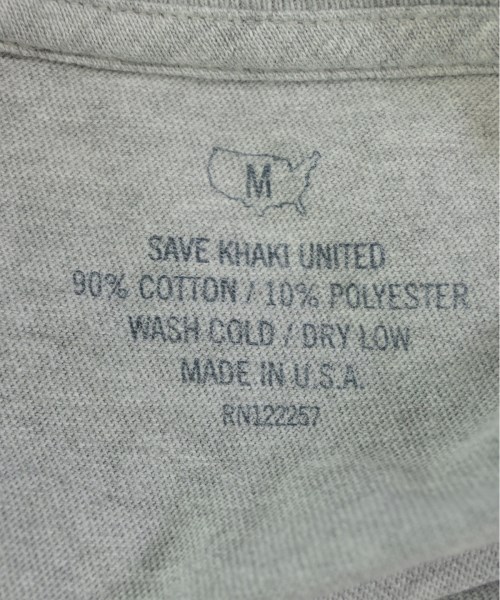 M
SAVE KHAKI UNITED
90% COTTON / 10% POLYESTER
WASH COLD / DRY LOW
MADE IN U.S.A.
RN122257